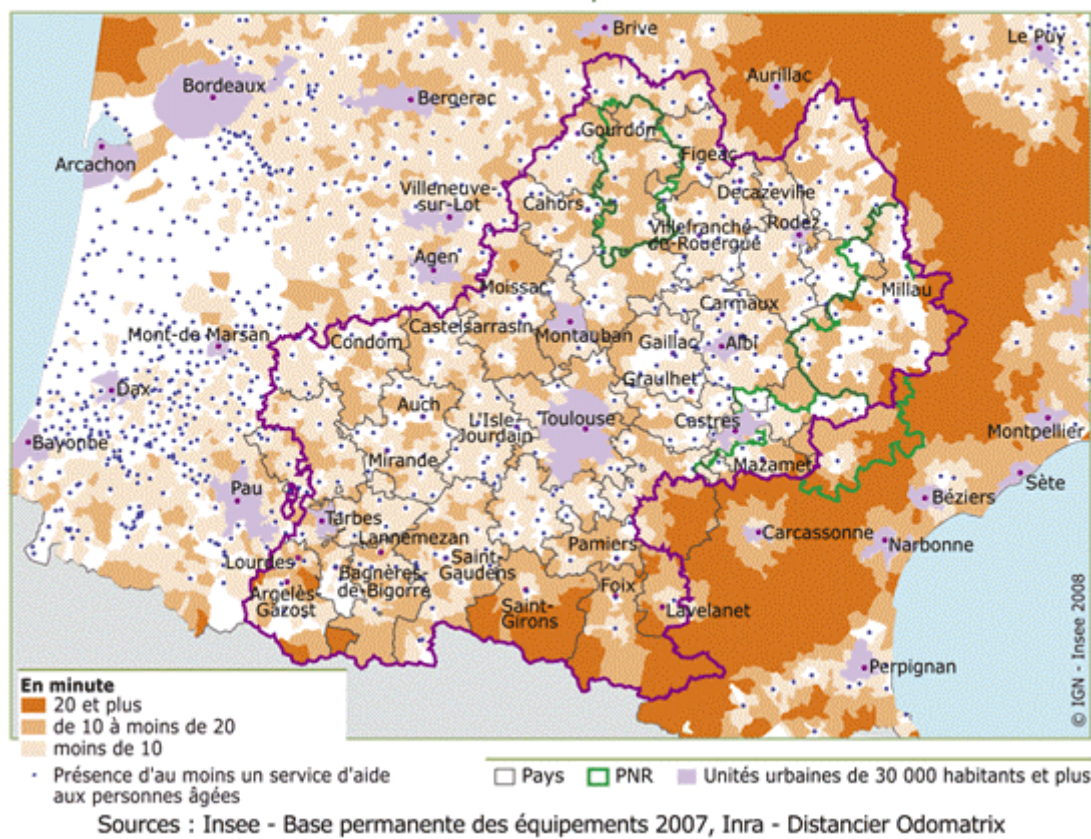 Brive
Le Puy
Aurillac
Bordeaux
Bergerac
Gourdon
Arcachon
Figeac
Villeneuve-
sur-Lot
Decazeville
Cahors
Villefranche
de-Rouergue
Rodez
Agen
Moissac
Millau
Carmaux
Mont-de Marsan
Castelsarrasin
Condom
Montauban
Gaillac
Albi
Dax
Graulhet
Auch
L'Isle-
Jourdain
Toulouse
Castres
Montpellier
Bayonne
Mirande
Mazamet
Sète
Pau
Béziers
Tarbes
Carcassonne
Lannemezan
Narbonne
Pamiers
Lourdes
Saint-
Gaudens
Bagnères-
de-Bigorre
Argelès-
Gazost
Foix
Saint-
Girons
Lavelanet
Perpignan
© IGN - Insee 2008
En minute
20 et plus
de 10 à moins de 20
moins de 10
Présence d'au moins un service d'aide
aux personnes âgées
Pays
PNR
Unités urbaines de 30 000 habitants et plus
Sources : Insee - Base permanente des équipements 2007, Inra - Distancier Odomatrix